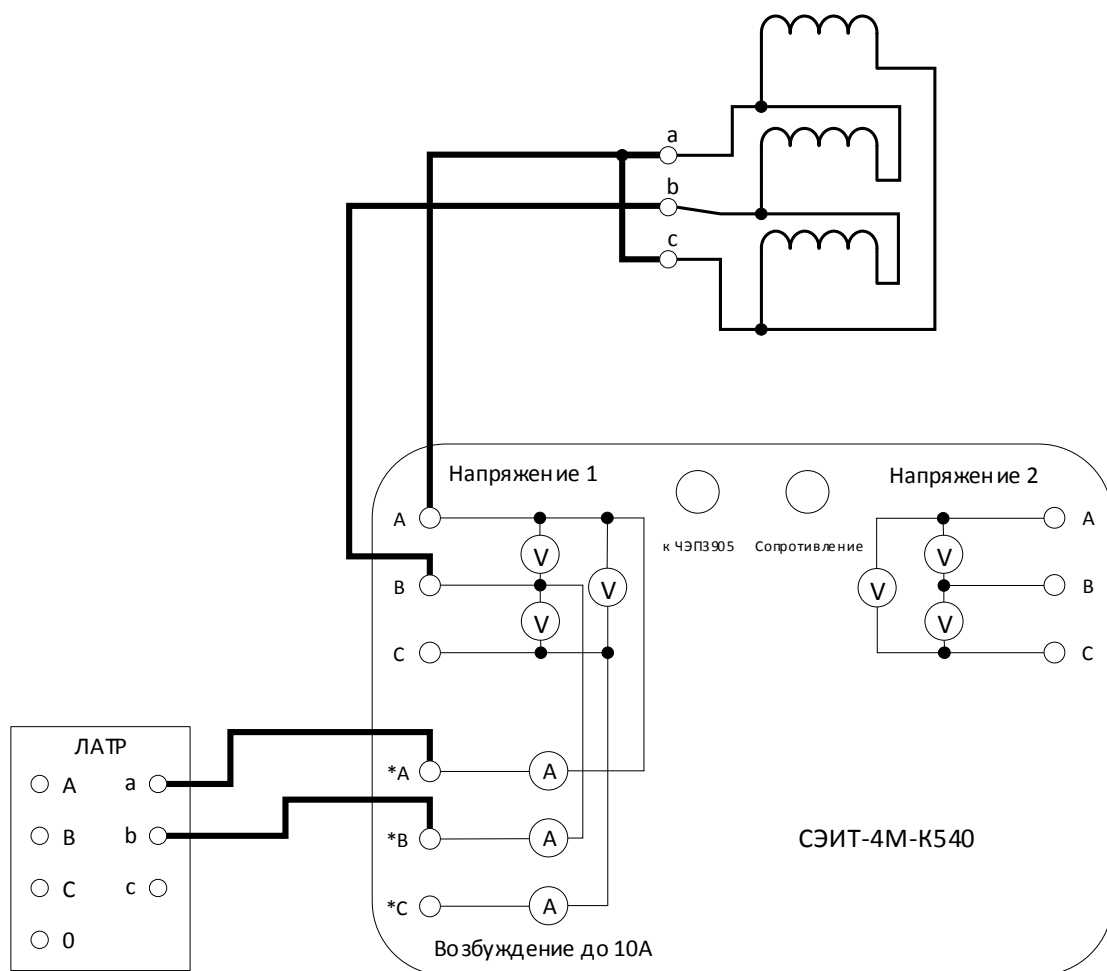 a
b
c
Напряжение 1
Напряжение 2
A
V
к ЧЭП3905
Сопротивление
V
A
B
V
V
B
C
V
V
C
ЛАТР
A
a
*A
A
B
b
*B
A
СЭИТ-4М-К540
C
c
*C
A
0
Возбуждение до 10А